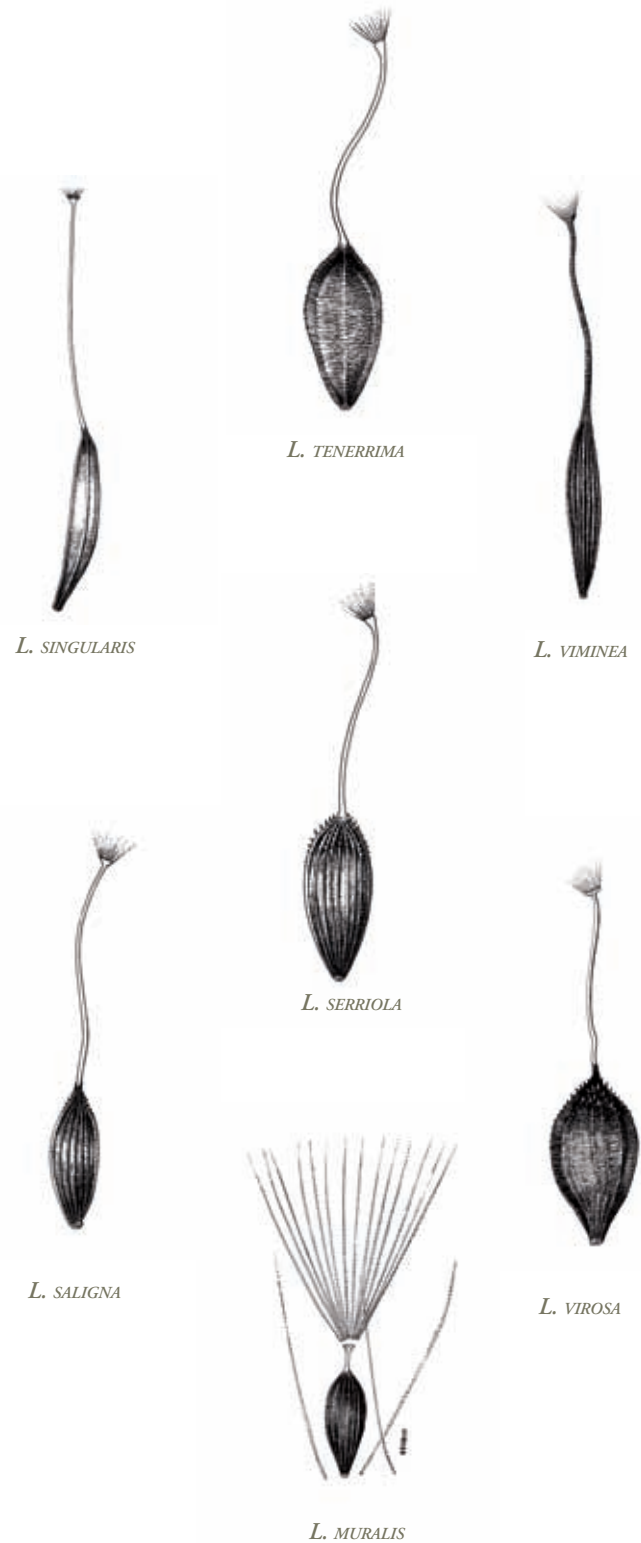 L. TENERRIMA
L. SINGULARIS
L. VIMINEA
L. SERRIOLA
L. SALIGNA
L. VIROSA
L. MURALIS